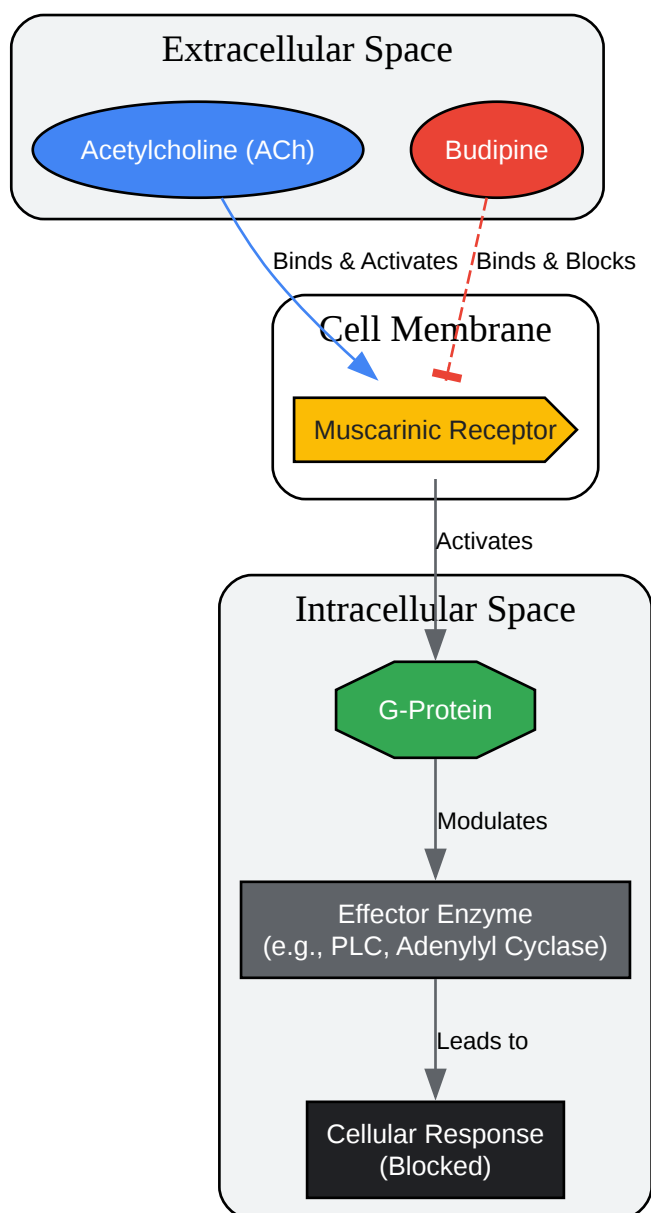 Extracellular Space
Acetylcholine (ACh)
Budipine
Binds & Activates
Binds & Blocks
Cell Membrane
Muscarinic Receptor
Activates
Intracellular Space
G-Protein
Modulates
Effector Enzyme
(e.g., PLC, Adenylyl Cyclase)
Leads to
Cellular Response
(Blocked)